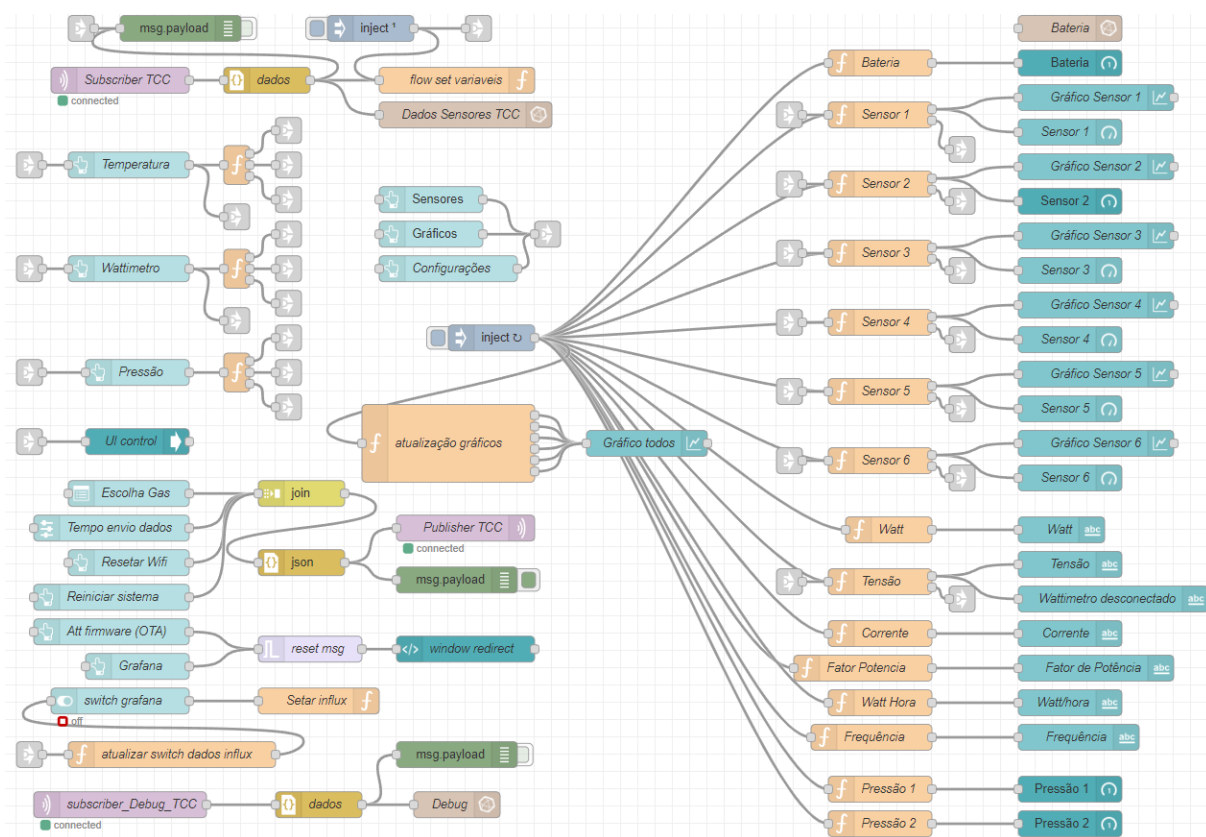 msg.payload
inject ¹
Bateria
Subscriber TCC
dados
flow set variaveis
Bateria
Bateria
connected
Dados Sensores TCC
Sensor 1
Gráfico Sensor 1
Sensor 1
Temperatura
Sensores
Sensor 2
Gráfico Sensor 2
Sensor 2
Gráficos
Wattimetro
Configurações
Sensor 3
Gráfico Sensor 3
Sensor 3
inject ↻
Sensor 4
Gráfico Sensor 4
Sensor 4
Pressão
Sensor 5
Gráfico Sensor 5
Sensor 5
UI control
atualização gráficos
Gráfico todos
Sensor 6
Gráfico Sensor 6
Sensor 6
Escolha Gas
join
Tempo envio dados
Publisher TCC
connected
Watt
Watt
abc
Resetar Wifi
json
msg.payload
Tensão
Tensão
abc
Reiniciar sistema
Wattimetro desconectado
abc
Att firmware (OTA)
reset msg
window redirect
Corrente
Corrente
abc
Grafana
Fator Potencia
Fator de Potência
abc
switch grafana
off
Setar influx
Watt Hora
Watt/hora
abc
atualizar switch dados influx
msg.payload
Frequência
Frequência
abc
subscriber_Debug_TCC
connected
dados
Debug
Pressão 1
Pressão 1
Pressão 2
Pressão 2